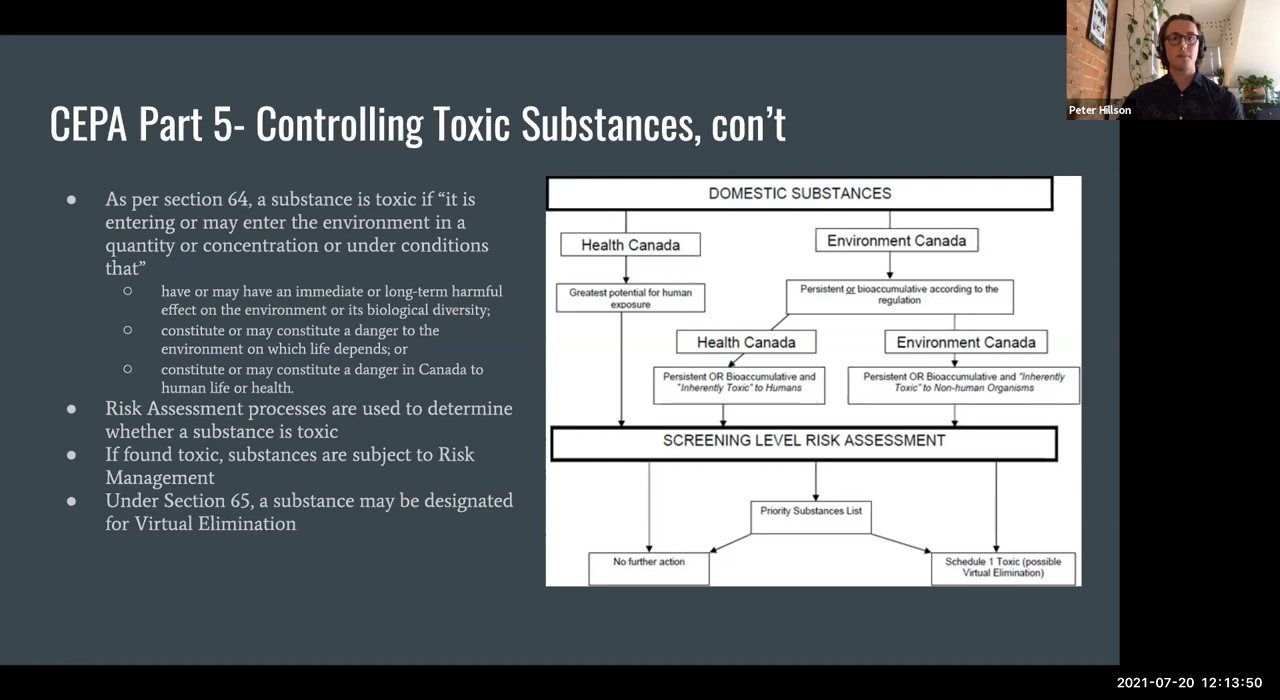 Peter Hillson
CEPA Part 5- Controlling Toxic Substances, con’t
● As per section 64, a substance is toxic if “it is
entering or may enter the environment in a
quantity or concentration or under conditions
that”
○ have or may have an immediate or long-term harmful
effect on the environment or its biological diversity;
○ constitute or may constitute a danger to the
environment on which life depends; or
○ constitute or may constitute a danger in Canada to
human life or health.
● Risk Assessment processes are used to determine
whether a substance is toxic
● If found toxic, substances are subject to Risk
Management
● Under Section 65, a substance may be designated
for Virtual Elimination
DOMESTIC SUBSTANCES
Health Canada
Environment Canada
Greatest potential for human
exposure
Persistent or bioaccumulative according to the
regulation
Health Canada
Environment Canada
Persistent OR Bioaccumulative and
"Inherently Toxic" to Humans
Persistent OR Bioaccumulative and "Inherently
Toxic" to Non-human Organisms
SCREENING LEVEL RISK ASSESSMENT
Priority Substances List
No further action
Schedule 1 Toxic (possible
Virtual Elimination)
2021-07-20 12:13:50